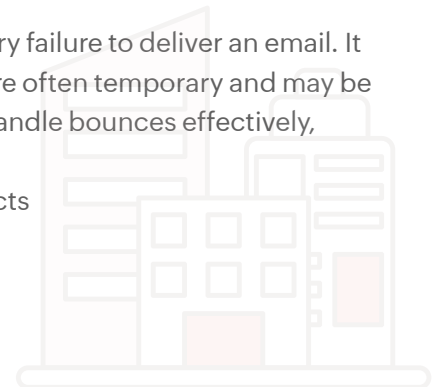 ry failure to deliver an email. It
re often temporary and may be
andle bounces effectively,
cts